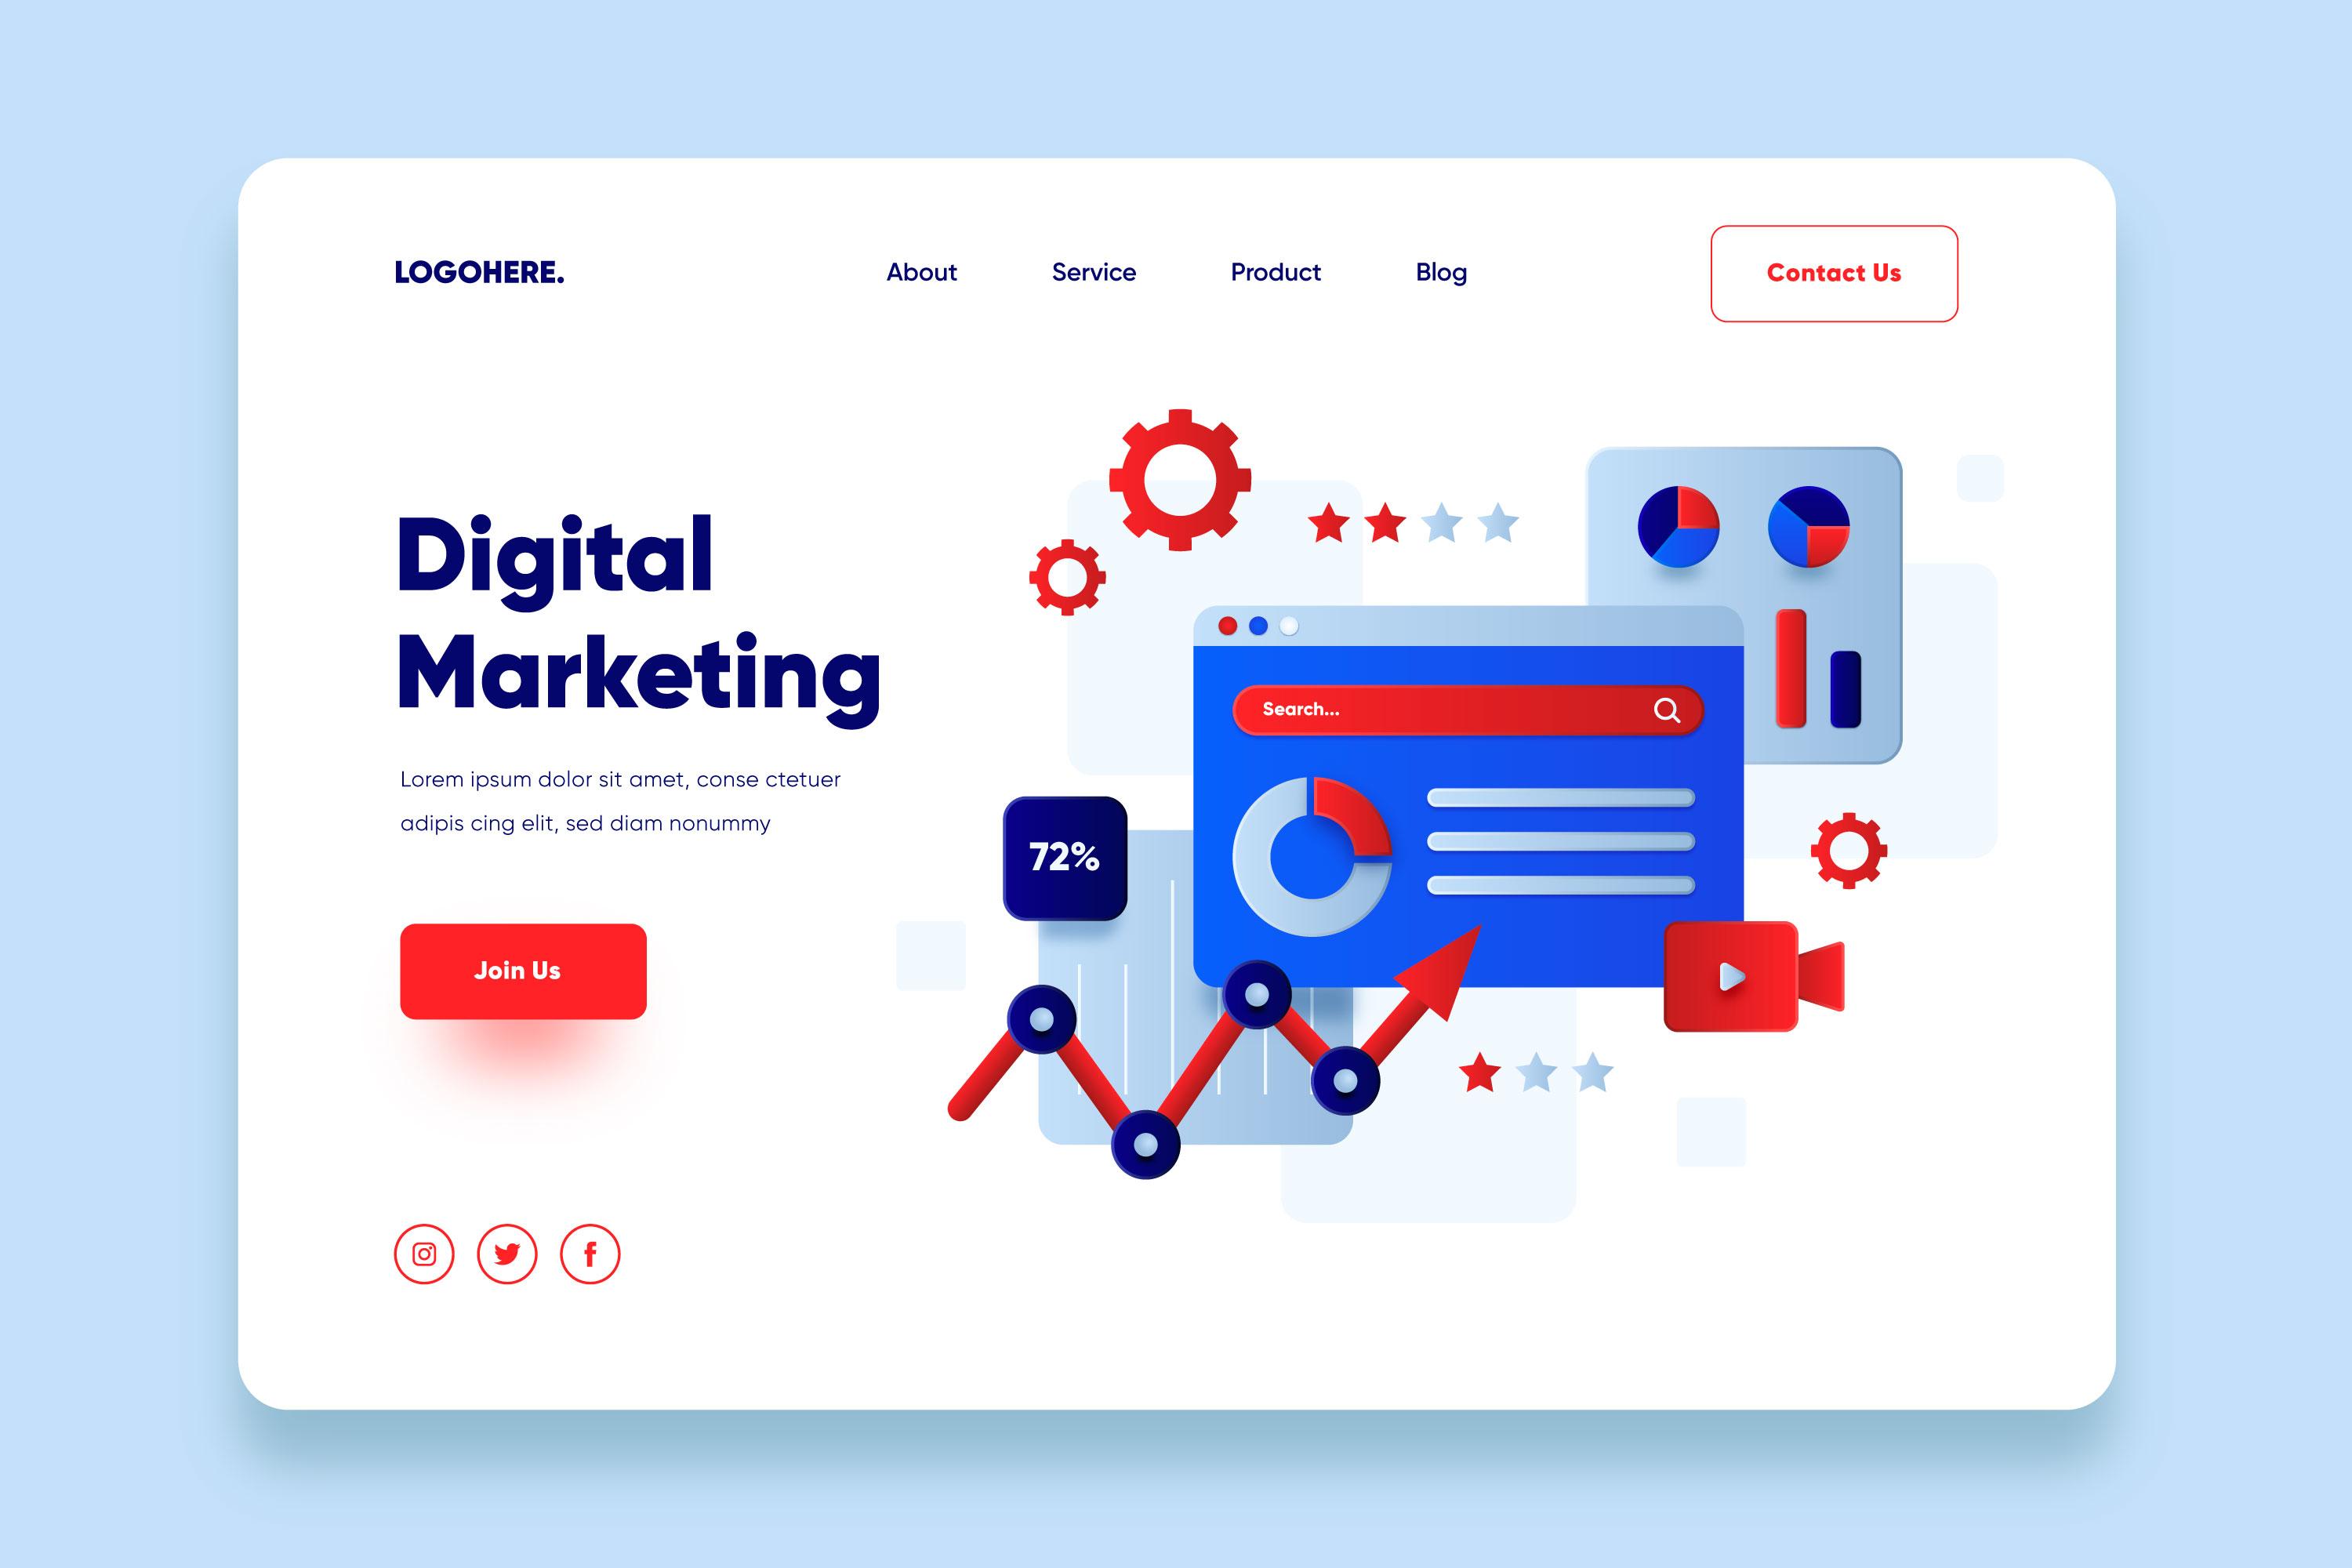 LOGOHERE.
About
Service
Product
Blog
Contact Us
Digital
Marketing
Lorem ipsum dolor sit amet, conse ctetuer
adipis cing elit, sed diam nonummy
Join Us
Search...
72%